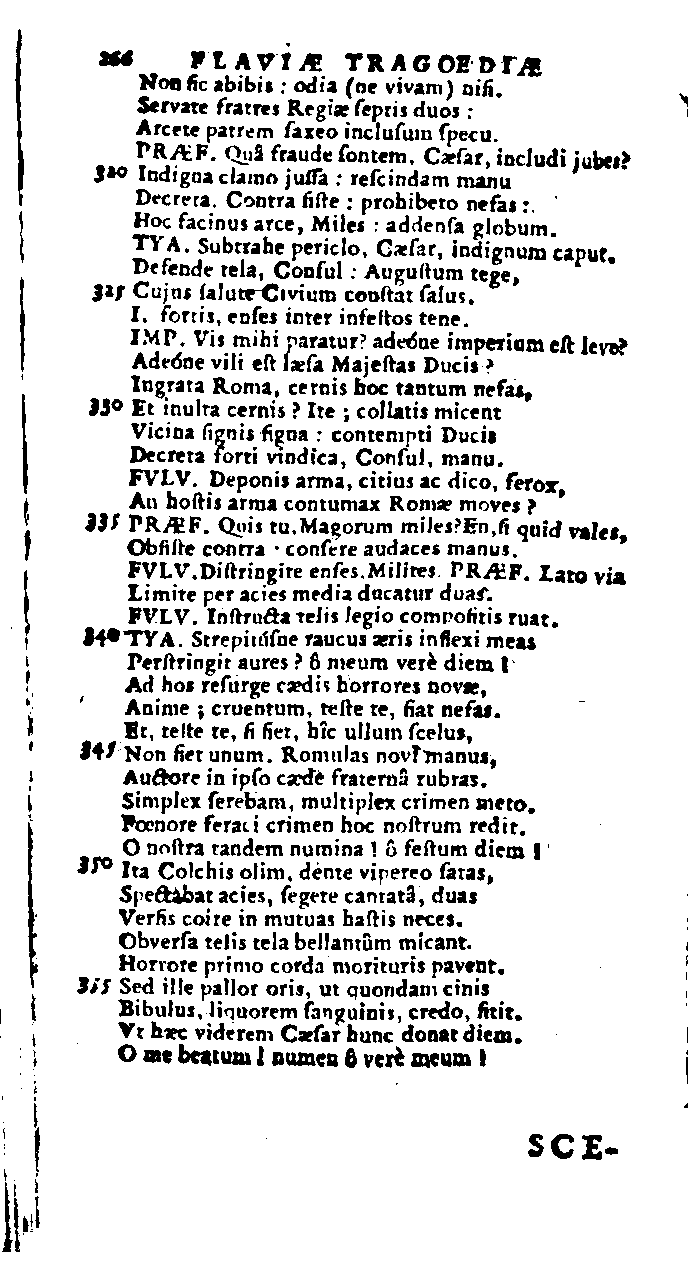 266 FLAVIÆ TRAGOEDIÆ
Non ſic abibis : odia (ne vivam) niſi.
Servate fratres Regiæ ſeptis duos :
Arcete patrem ſaxeo incluſum ſpecu.
PRÆF. Quâ fraude ſontem, Cæſar, includi jubes?
320 Indigna clamo juſſa : reſcindam manu
Decreta. Contra ſiſte : prohibeto nefas :.
Hoc facinus arce, Miles : addenſa globum.
TYA. Subtrahe periclo, Cæſar, indignum caput.
Defende tela, Conſul : Auguſtum tege,
325 Cujus ſalute Civium conſtat ſalus.
I. fortis, enſes inter infeſtos tene.
IMP. Vis mihi paratur? adeóne imperium eſt leve?
Adeóne vili eſt læſa Majeſtas Ducis ?
Ingrata Roma, cernis hoc tantum nefas,
330 Et inulta cernis ? Ite ; collatis micent
Vicina ſignis ſigna : contempti Ducis
Decreta forti vindica, Conſul, manu.
FVLV. Deponis arma, citius ac dico, ferox,
An hoſtis arma contumax Romæ moves ?
335 PRÆF. Quis tu, Magorum miles? En, ſi quid vales,
Obſiſte contra · conſere audaces manus.
FVLV. Diſtringite enſes, Milites. PRÆF. Lato via
Limite per acies media ducatur duas.
FVLV. Inſtructa telis legio compoſitis ruat.
340 TYA. Strepitúſne raucus æris inflexi meas
Perſtringit aures ? ô meum verè diem !
Ad hos reſurge cædis horrores novæ,
Anime ; cruentum, teſte te, fiat nefas.
Et, teſte te, ſi fiet, hîc ullum ſcelus,
345 Non fiet unum. Romulas novi manus,
Auctore in ipſo cæde fraternâ rubras.
Simplex ſerebam, multiplex crimen meto.
Fœnore feraci crimen hoc noſtrum redit.
O noſtra tandem numina ! ô feſtum diem !
350 Ita Colchis olim, dente vipereo ſatas,
Spectabat acies, ſegete cantatâ, duas
Verſis coire in mutuas haſtis neces.
Obverſa telis tela bellantûm micant.
Horrore primo corda morituris pavent.
355 Sed ille pallor oris, ut quondam cinis
Bibulus, liquorem ſanguinis, credo, ſitit.
Vt hæc viderem Cæſar hunc donat diem.
O me beatum ! numen ô verè meum !
SCE-